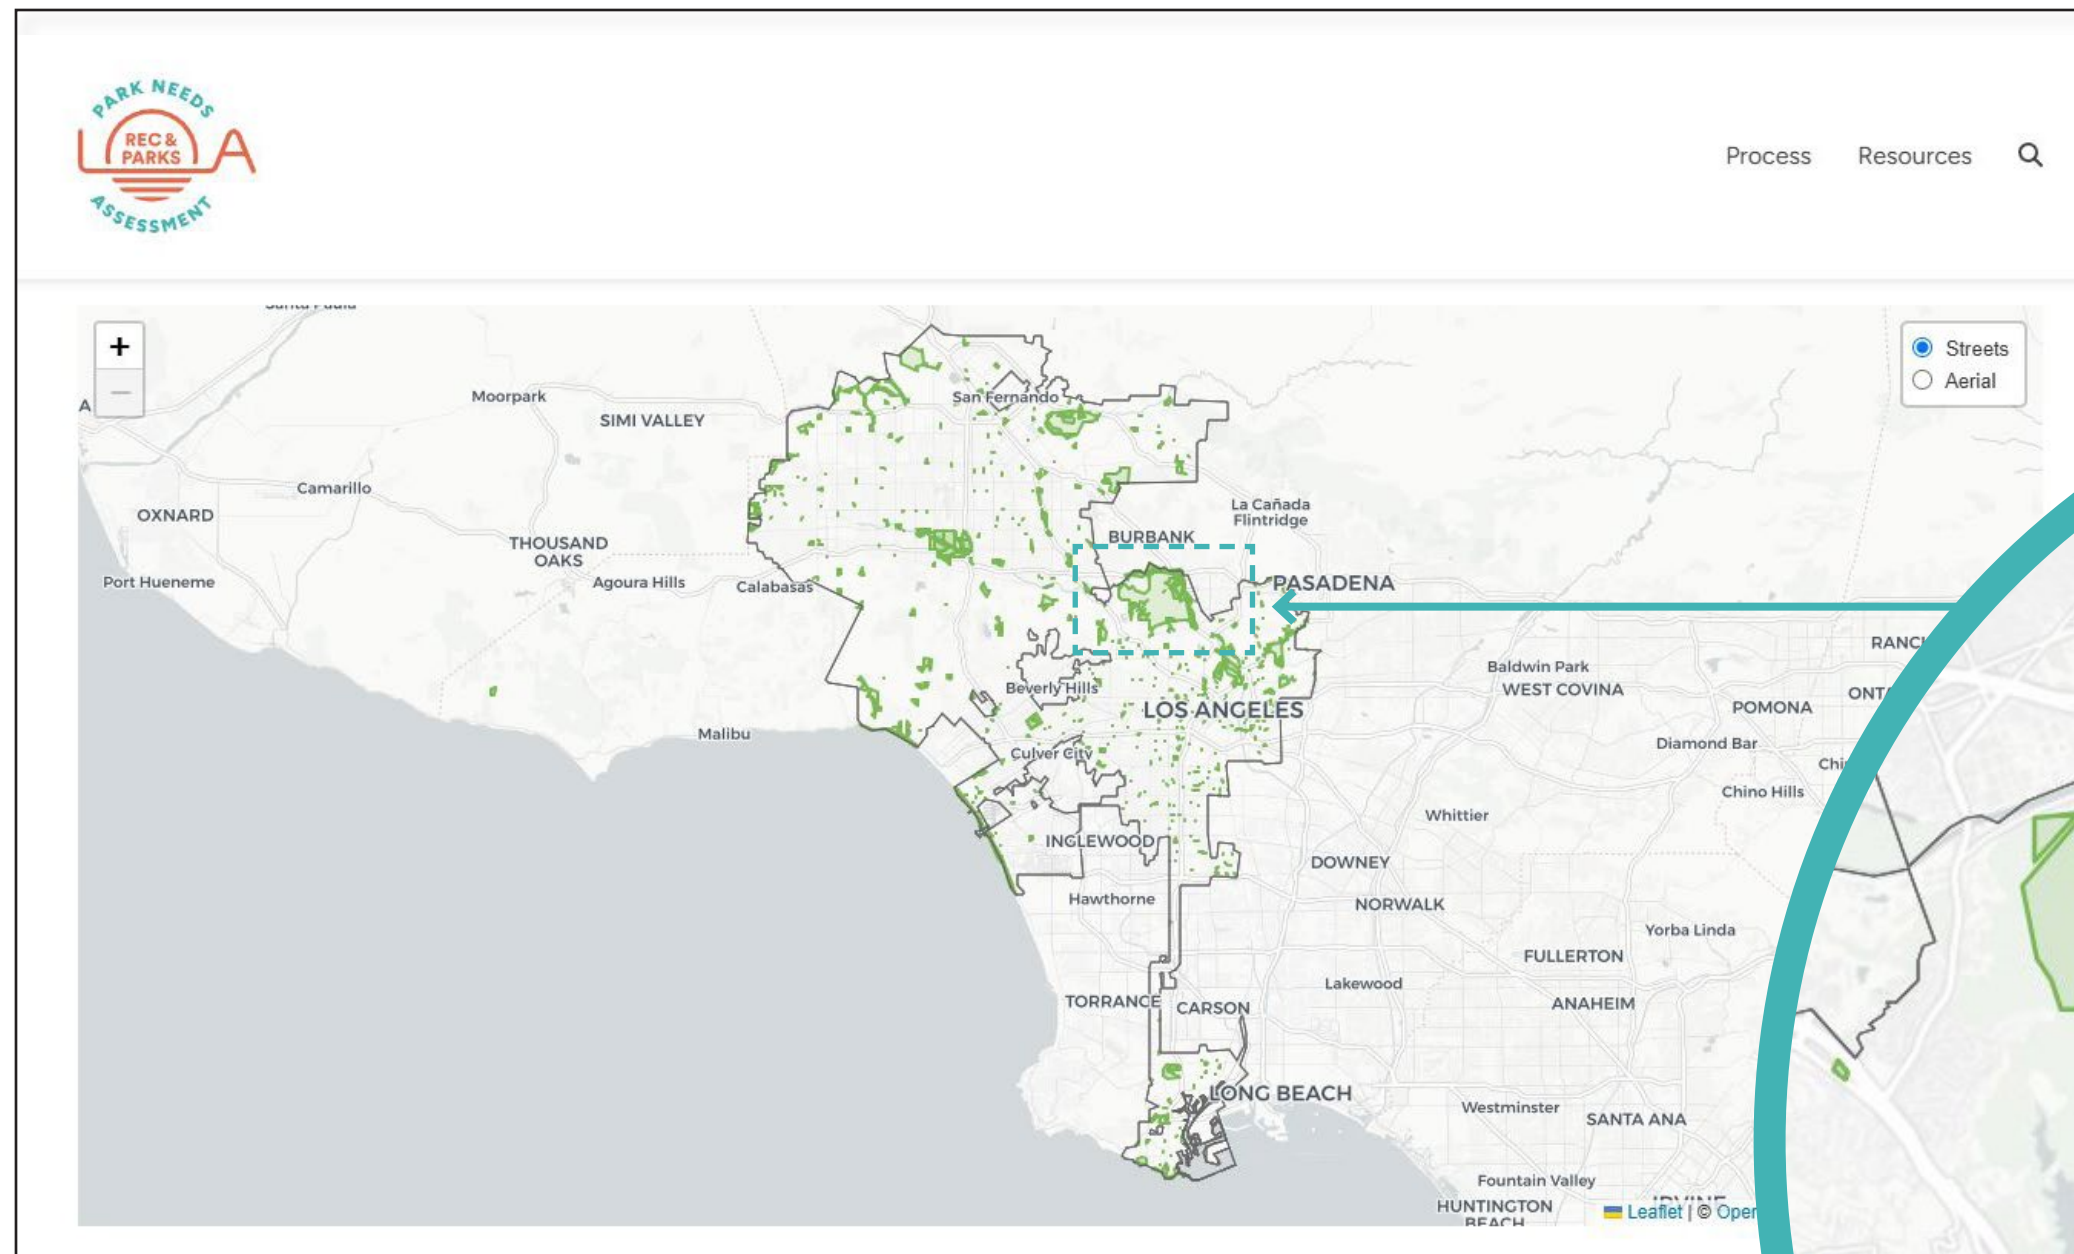 PARK NEEDS
L A
REC &
PARKS
ASSESSMENT
Process Resources
+
−
Streets
Aerial
Moorpark
SIMI VALLEY
San Fernando
Camarillo
OXNARD
La Cañada
Flintridge
BURBANK
THOUSAND
OAKS
Port Hueneme
Agoura Hills
Calabasas
PASADENA
Baldwin Park
WEST COVINA
Beverly Hills
LOS ANGELES
POMONA
Malibu
Diamond Bar
Culver City
Chino Hills
Whittier
INGLEWOOD
DOWNEY
Hawthorne
NORWALK
Yorba Linda
FULLERTON
Lakewood
TORRANCE
CARSON
ANAHEIM
LONG BEACH
Westminster
SANTA ANA
Fountain Valley
HUNTINGTON
BEACH
IRVINE
Leaflet | © Oper